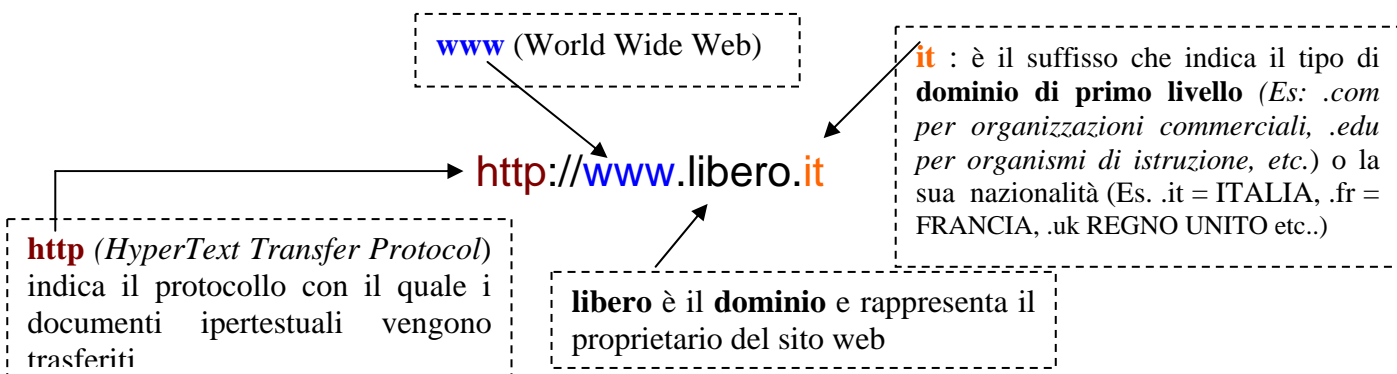 www (World Wide Web)
it : è il suffisso che indica il tipo di
dominio di primo livello (Es: .com
per organizzazioni commerciali, .edu
per organismi di istruzione, etc.) o la
sua nazionalità (Es. .it = ITALIA, .fr =
FRANCIA, .uk REGNO UNITO etc..)
http://www.libero.it
http (HyperText Transfer Protocol)
indica il protocollo con il quale i
documenti ipertestuali vengono
trasferiti
libero è il dominio e rappresenta il
proprietario del sito web